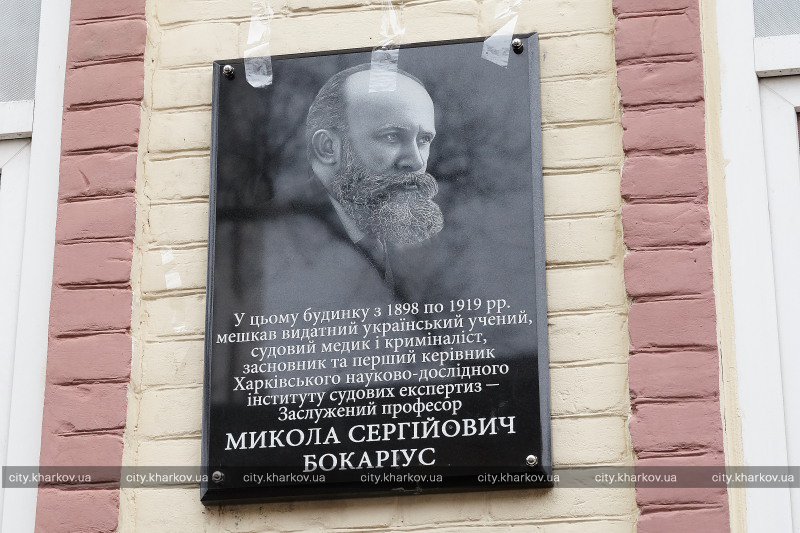 У цьому будинку з 1898 по 1919 рр.
мешкав видатний український учений,
судовий медик і криміналіст,
засновник та перший керівник
Харківського науково-дослідного
інституту судових експертиз —
Заслужений професор
МИКОЛА СЕРГІЙОВИЧ
БОКАРІУС
city.kharkov.ua city.kharkov.ua city.kharkov.ua city.kharkov.ua city.kharkov.ua city.kharkov.ua